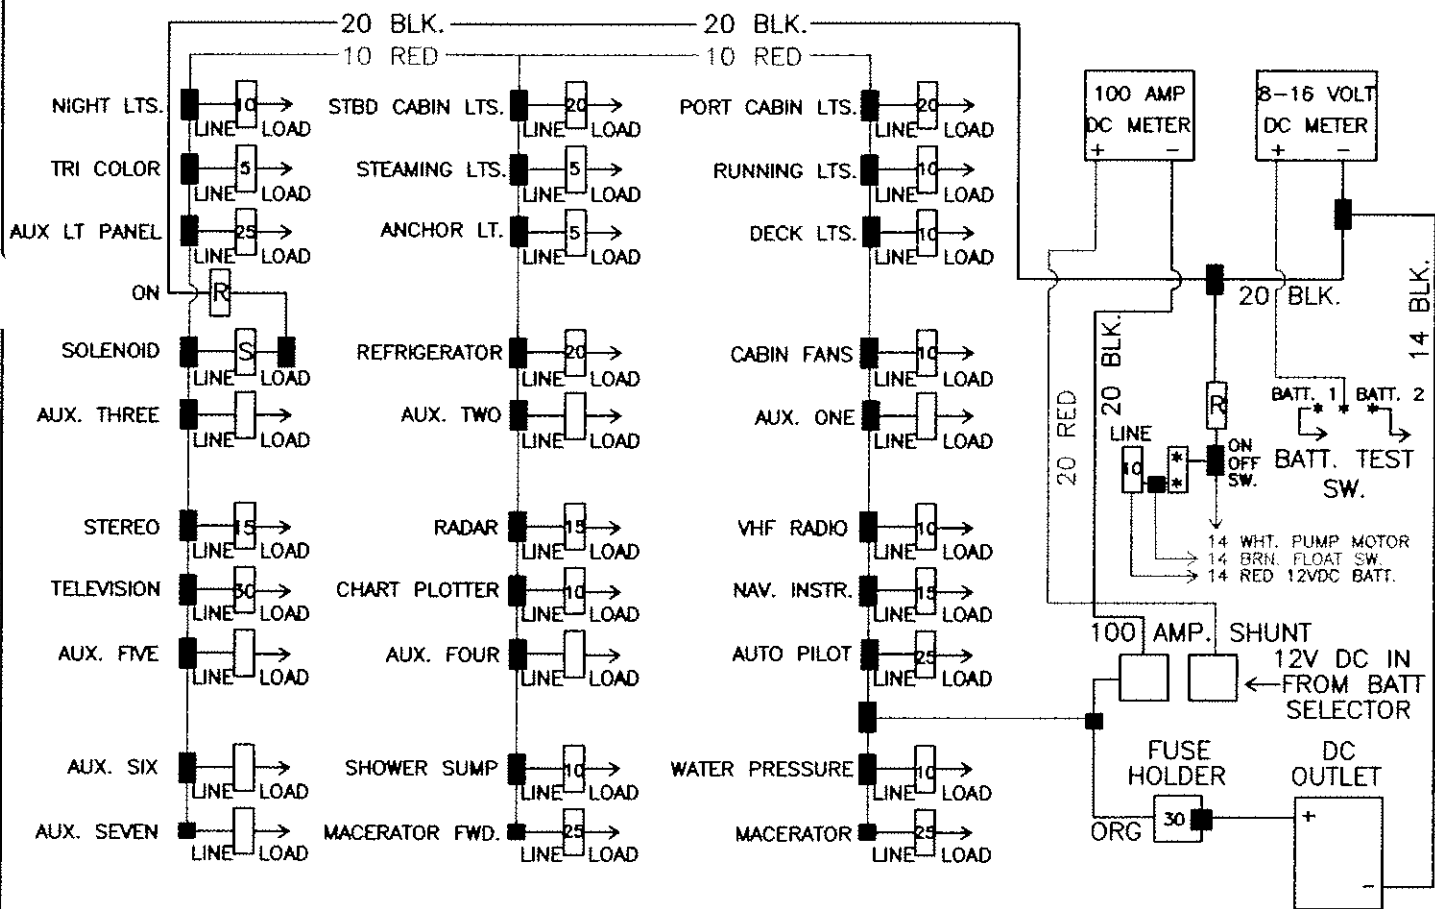 20 BLK. 20 BLK.
10 RED 10 RED
NIGHT LTS. 10 LINE LOAD
STBD CABIN LTS. 20 LINE LOAD
PORT CABIN LTS. 20 LINE LOAD
TRI COLOR 5 LINE LOAD
STEAMING LTS. 5 LINE LOAD
RUNNING LTS. 10 LINE LOAD
AUX LT PANEL 25 LINE LOAD
ANCHOR LT. 5 LINE LOAD
DECK LTS. 10 LINE LOAD
ON R
SOLENOID S LINE LOAD
REFRIGERATOR 20 LINE LOAD
CABIN FANS 10 LINE LOAD
AUX. THREE LINE LOAD
AUX. TWO LINE LOAD
AUX. ONE LINE LOAD
STEREO 15 LINE LOAD
RADAR 15 LINE LOAD
VHF RADIO 10 LINE LOAD
TELEVISION 30 LINE LOAD
CHART PLOTTER 10 LINE LOAD
NAV. INSTR. 15 LINE LOAD
AUX. FIVE LINE LOAD
AUX. FOUR LINE LOAD
AUTO PILOT 25 LINE LOAD
AUX. SIX LINE LOAD
SHOWER SUMP 10 LINE LOAD
WATER PRESSURE 10 LINE LOAD
AUX. SEVEN LINE LOAD
MACERATOR FWD. 25 LINE LOAD
MACERATOR 25 LINE LOAD
100 AMP
DC METER
+ -
8-16 VOLT
DC METER
+ -
20 BLK.
14 BLK.
20 BLK.
20 RED
R
BATT. 1 * * * BATT. 2
BATT. TEST
SW.
LINE
10
*
*
ON
OFF
SW.
14 WHT. PUMP MOTOR
14 BRN. FLOAT SW.
14 RED 12VDC BATT.
100 AMP. SHUNT
12V DC IN
FROM BATT
SELECTOR
FUSE
HOLDER
30
ORG
DC
OUTLET
+
-